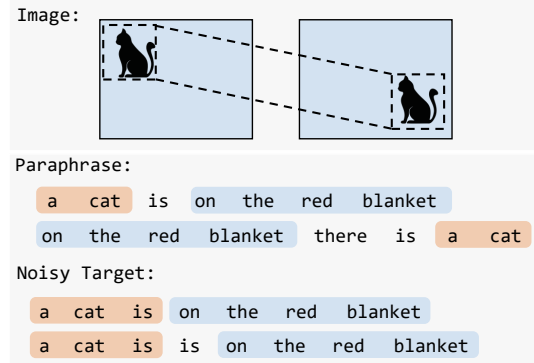 Image:
Paraphrase:
a cat is on the red blanket
on the red blanket there is a cat
Noisy Target:
a cat is on the red blanket
a cat is is on the red blanket